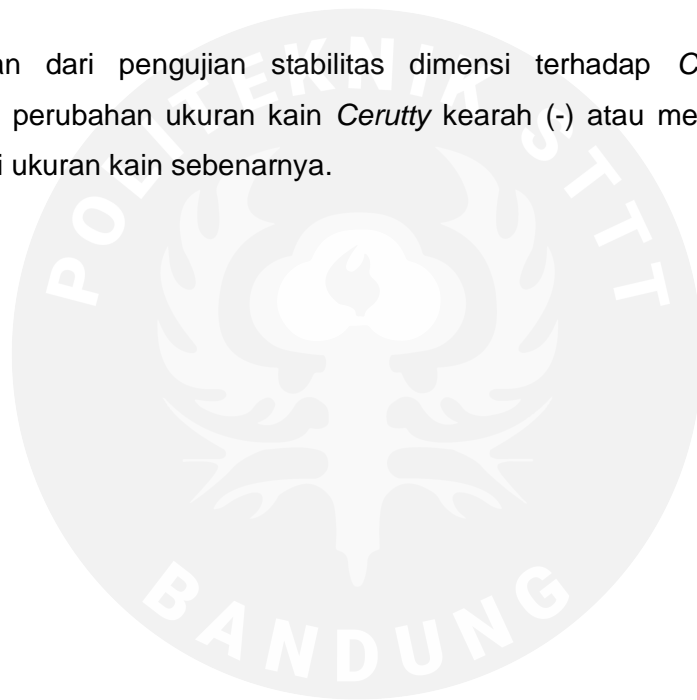 an dari pengujian stabilitas dimensi terhadap C
perubahan ukuran kain Cerutty kearah (-) atau me
i ukuran kain sebenarnya.
POLITEKNIK STTT
BANDUNG